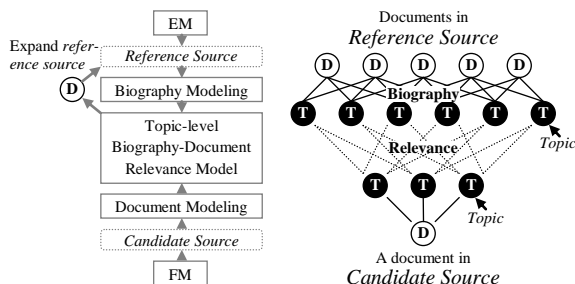 EM
Expand refer-
ence source
D
Reference Source
Biography Modeling
Topic-level
Biography-Document
Relevance Model
Document Modeling
Candidate Source
FM
Documents in
Reference Source
D D D D D
Biography
T T T T T T
Topic
Relevance
T T T
Topic
D
A document in
Candidate Source